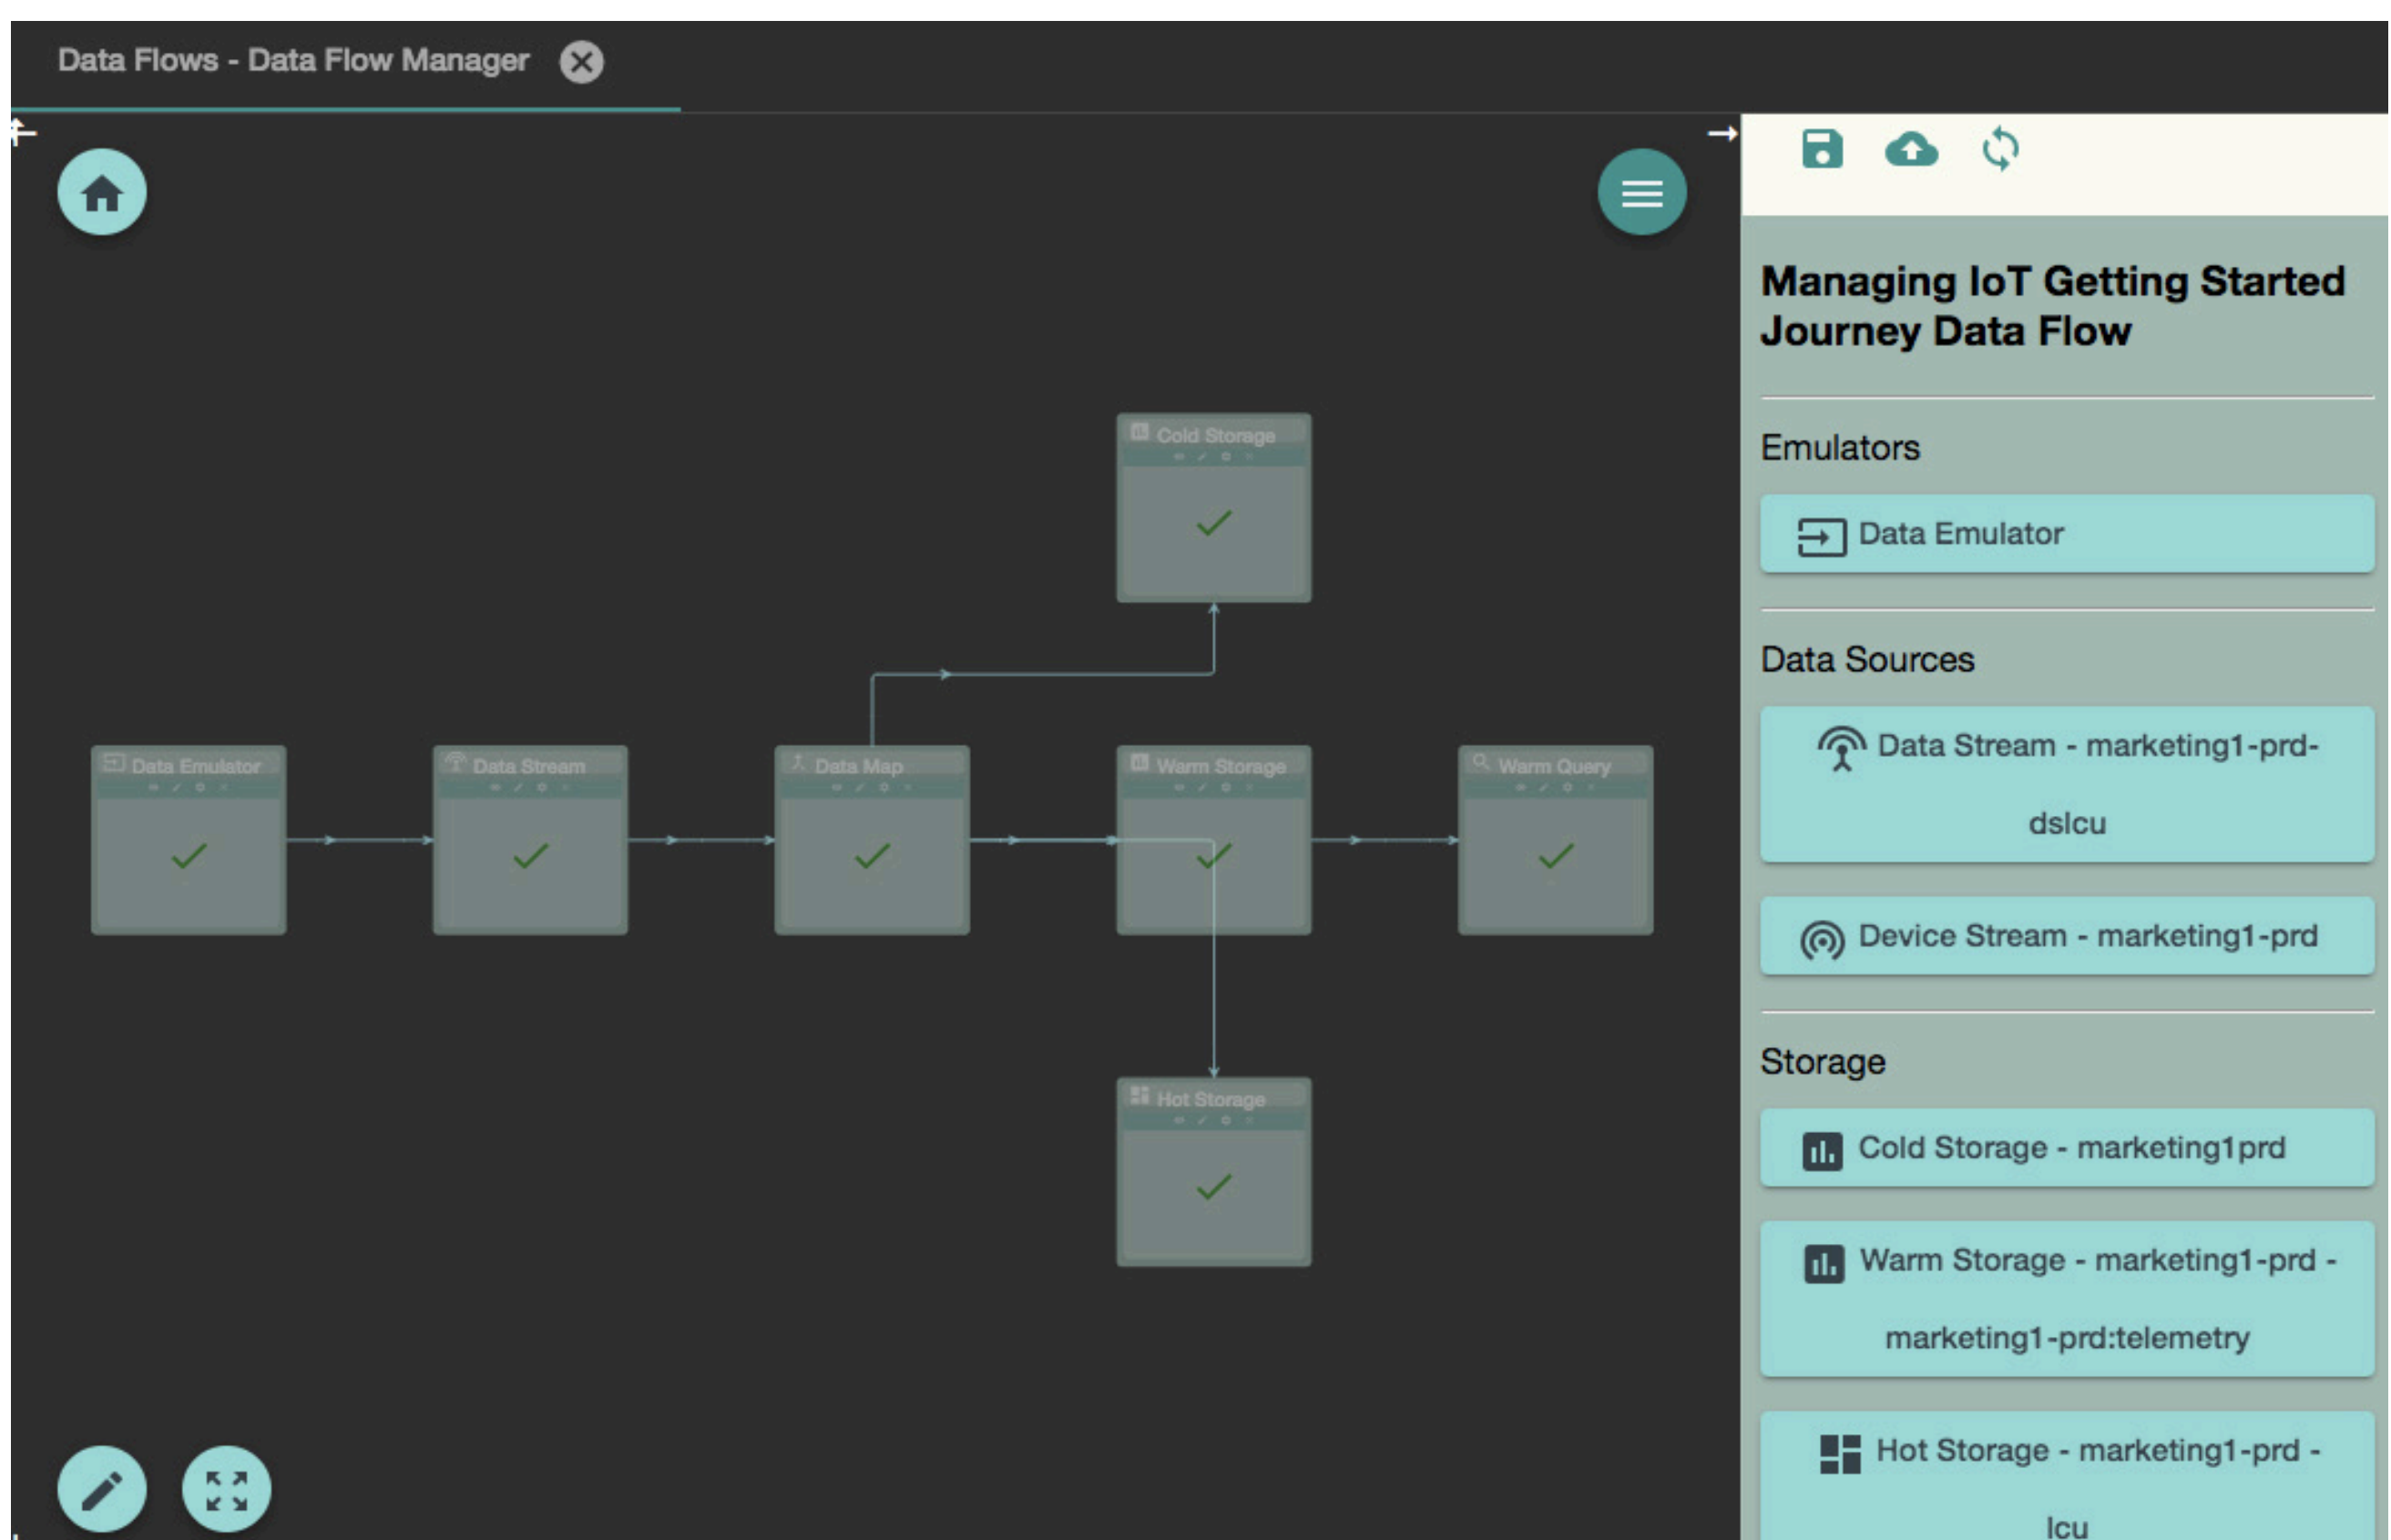 Data Flows - Data Flow Manager
Cold Storage
Data Emulator
Data Stream
Data Map
Warm Storage
Warm Query
Hot Storage
Managing IoT Getting Started
Journey Data Flow
Emulators
Data Emulator
Data Sources
Data Stream - marketing1-prd-
dslcu
Device Stream - marketing1-prd
Storage
Cold Storage - marketing1prd
Warm Storage - marketing1-prd -
marketing1-prd:telemetry
Hot Storage - marketing1-prd -
lcu